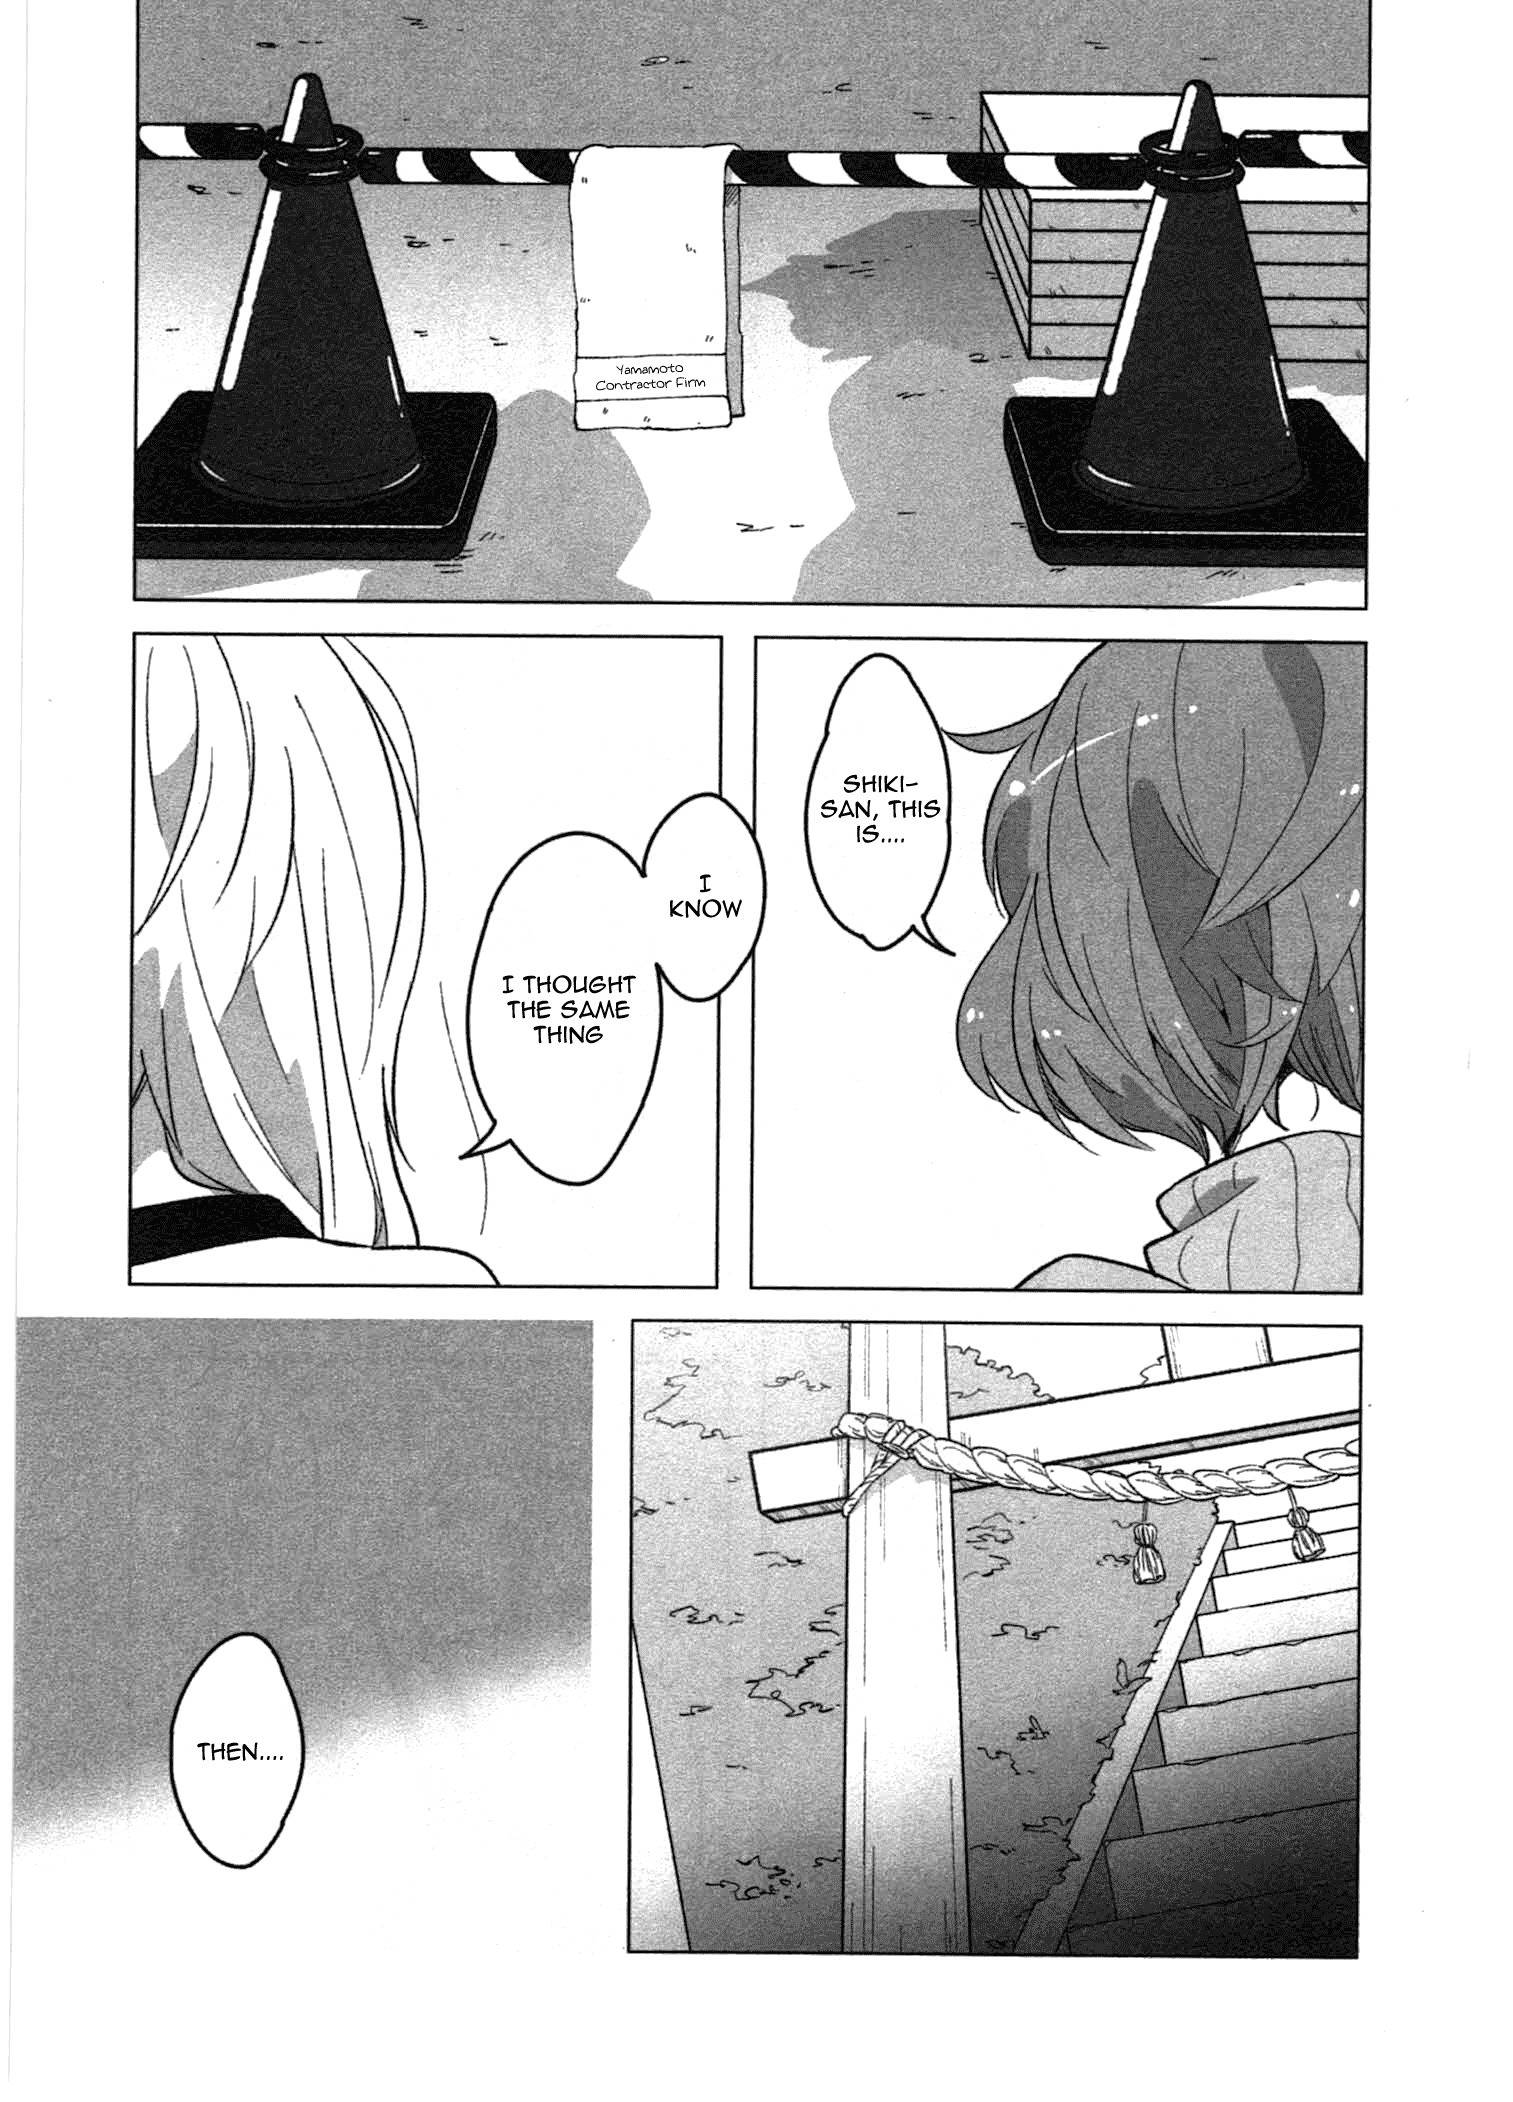 Yamamoto
Contractor Firm
SHIKI-
SAN, THIS
IS....
I
KNOW
I THOUGHT
THE SAME
THING
THEN....